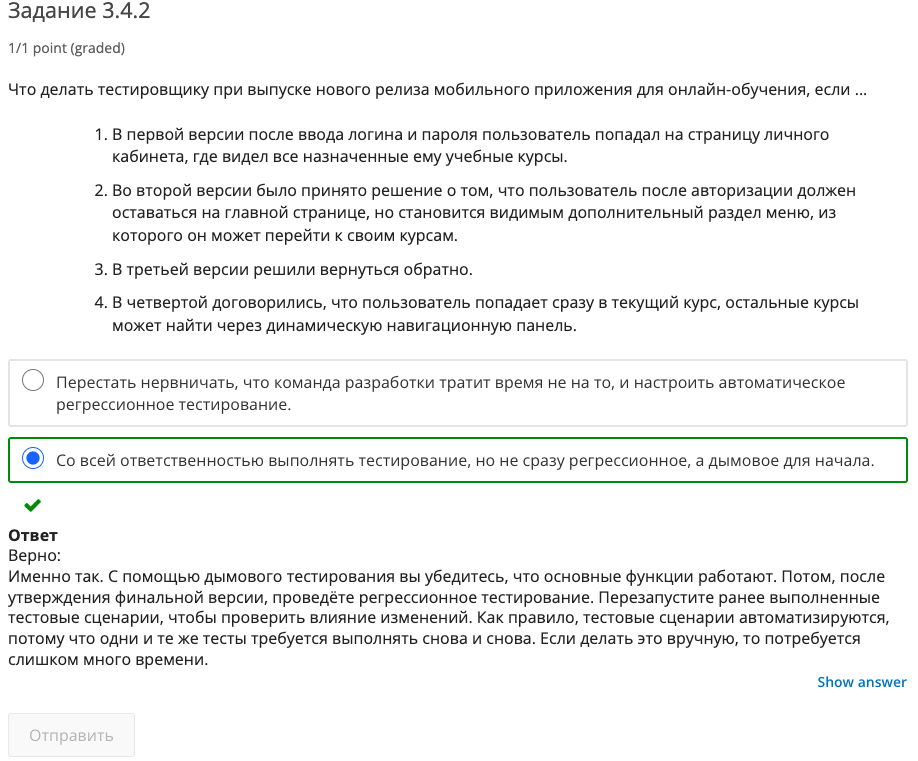 Задание 3.4.2
1/1 point (graded)
Что делать тестировщику при выпуске нового релиза мобильного приложения для онлайн-обучения, если ...
1. В первой версии после ввода логина и пароля пользователь попадал на страницу личного
кабинета, где видел все назначенные ему учебные курсы.
2. Во второй версии было принято решение о том, что пользователь после авторизации должен
оставаться на главной странице, но становится видимым дополнительный раздел меню, из
которого он может перейти к своим курсам.
3. В третьей версии решили вернуться обратно.
4. В четвертой договорились, что пользователь попадает сразу в текущий курс, остальные курсы
может найти через динамическую навигационную панель.
Перестать нервничать, что команда разработки тратит время не на то, и настроить автоматическое
регрессионное тестирование.
Со всей ответственностью выполнять тестирование, но не сразу регрессионное, а дымовое для начала.
Ответ
Верно:
Именно так. С помощью дымового тестирования вы убедитесь, что основные функции работают. Потом, после
утверждения финальной версии, проведёте регрессионное тестирование. Перезапустите ранее выполненные
тестовые сценарии, чтобы проверить влияние изменений. Как правило, тестовые сценарии автоматизируются,
потому что одни и те же тесты требуется выполнять снова и снова. Если делать это вручную, то потребуется
слишком много времени.
Show answer
Отправить